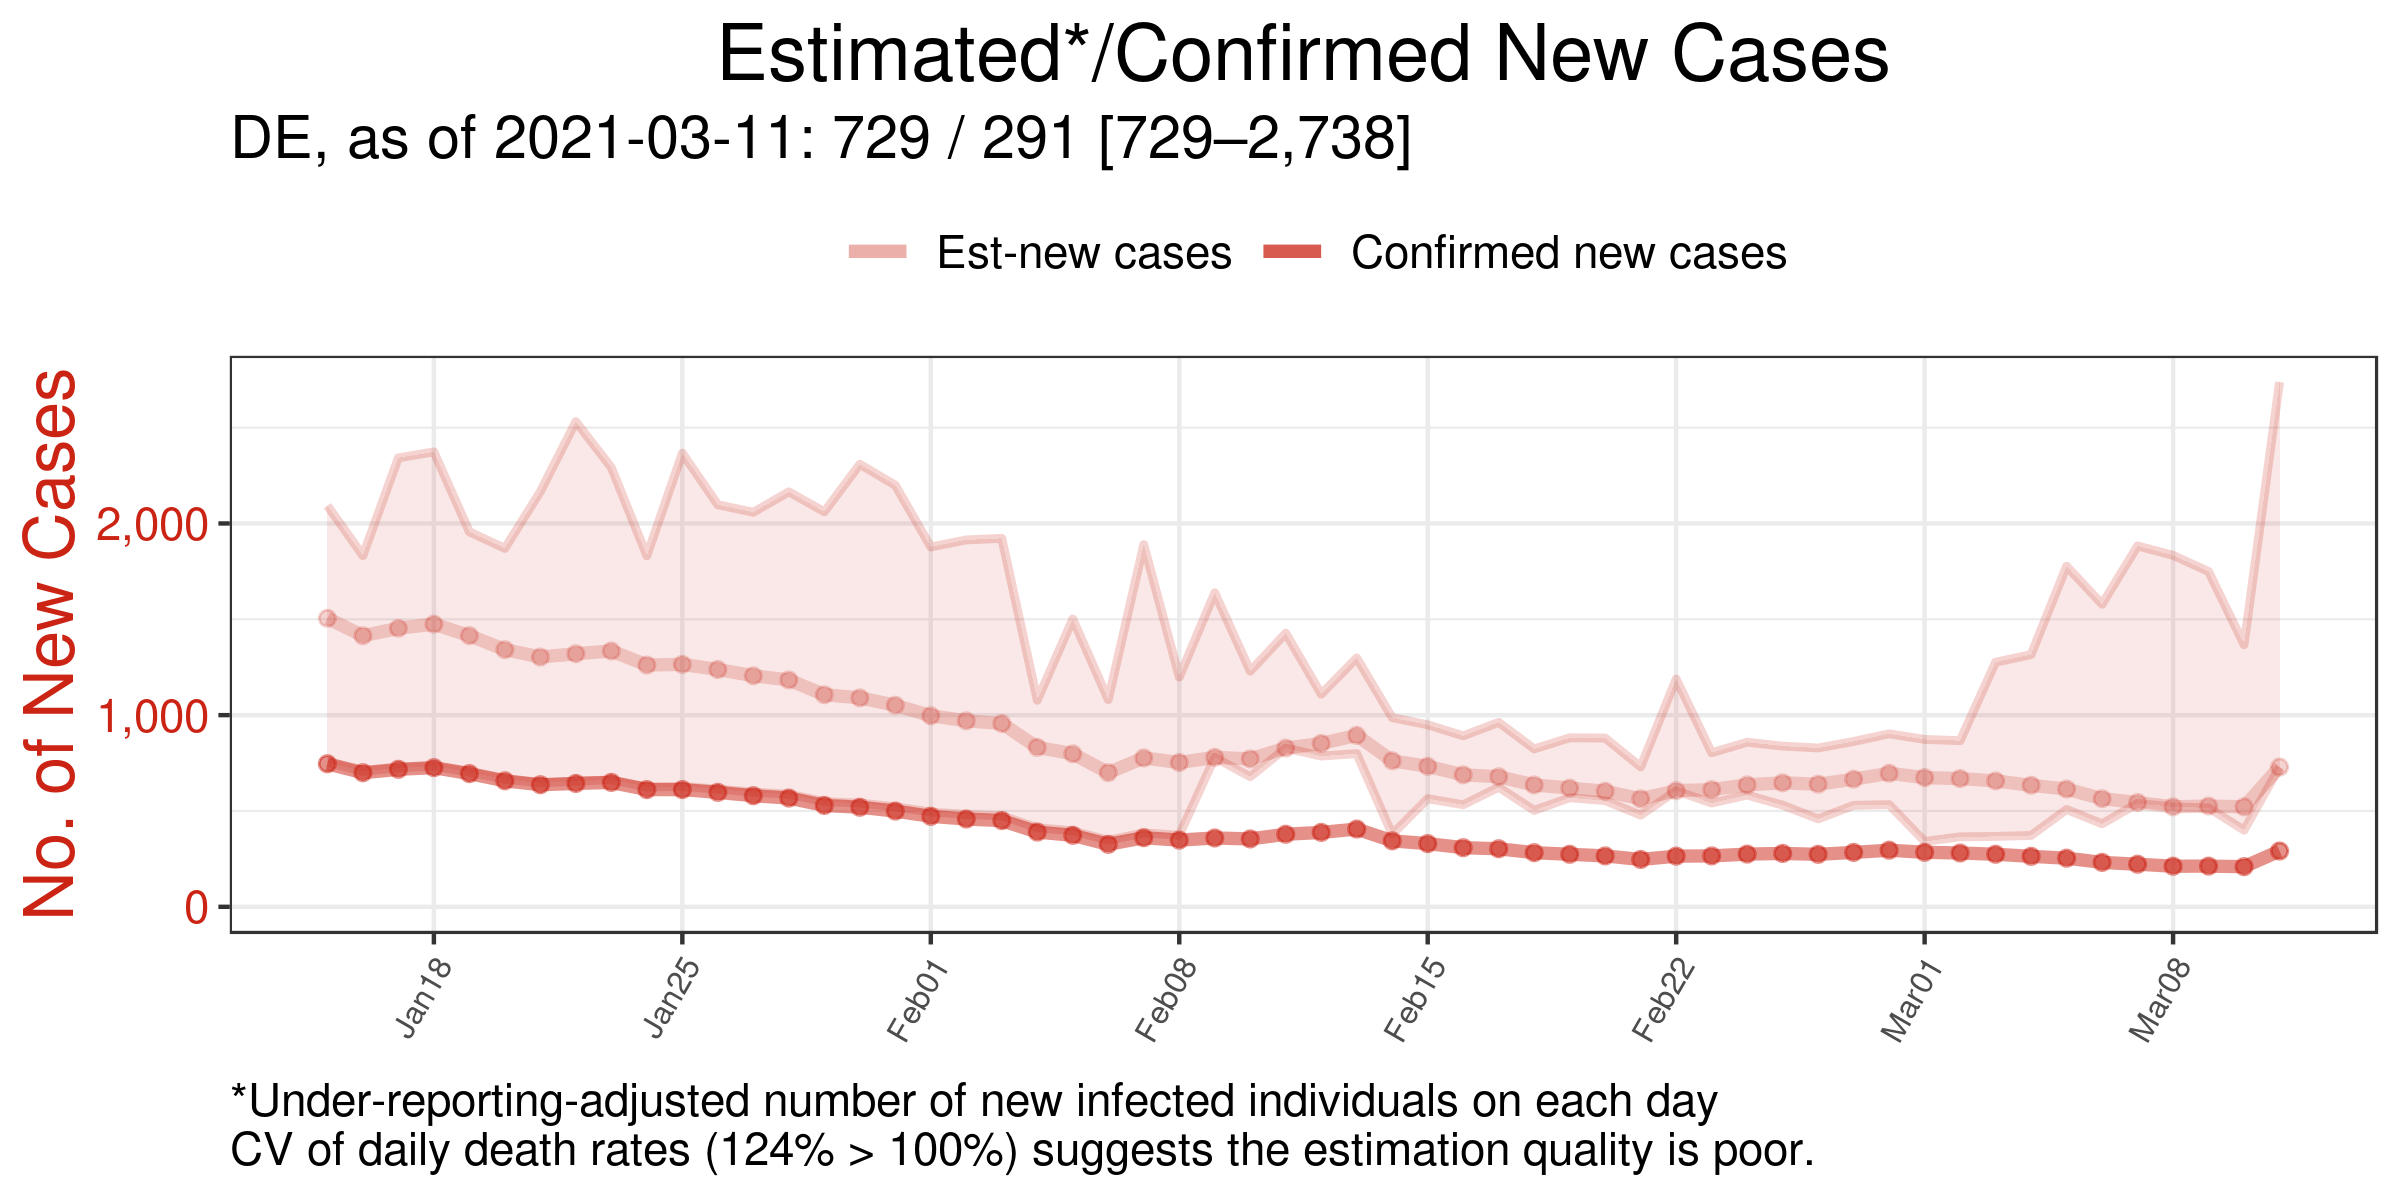 Estimated*/Confirmed New Cases
DE, as of 2021-03-11: 729 / 291 [729–2,738]
Est-new cases Confirmed new cases
No. of New Cases
2,000
1,000
0
Jan18 Jan25 Feb01 Feb08 Feb15 Feb22 Mar01 Mar08
*Under-reporting-adjusted number of new infected individuals on each day
CV of daily death rates (124% > 100%) suggests the estimation quality is poor.